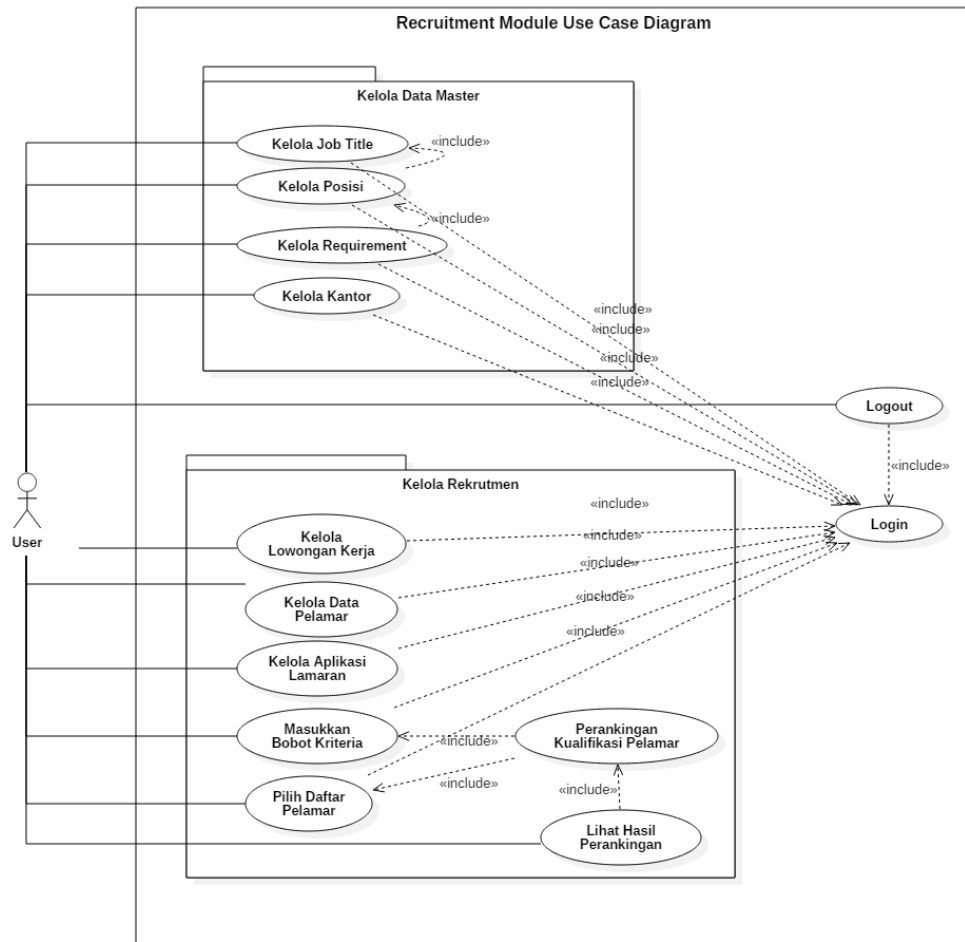 Recruitment Module Use Case Diagram
Kelola Data Master
Kelola Job Title
«include»
Kelola Posisi
«include»
Kelola Requirement
Kelola Kantor
«include»
«include»
«include»
«include»
Logout
«include»
Login
User
Kelola Rekrutmen
«include»
Kelola
Lowongan Kerja
«include»
Kelola Data
Pelamar
«include»
«include»
Kelola Aplikasi
Lamaran
«include»
Masukkan
Bobot Kriteria
«include»
Perankingan
Kualifikasi Pelamar
Pilih Daftar
Pelamar
«include»
«include»
Lihat Hasil
Perankingan